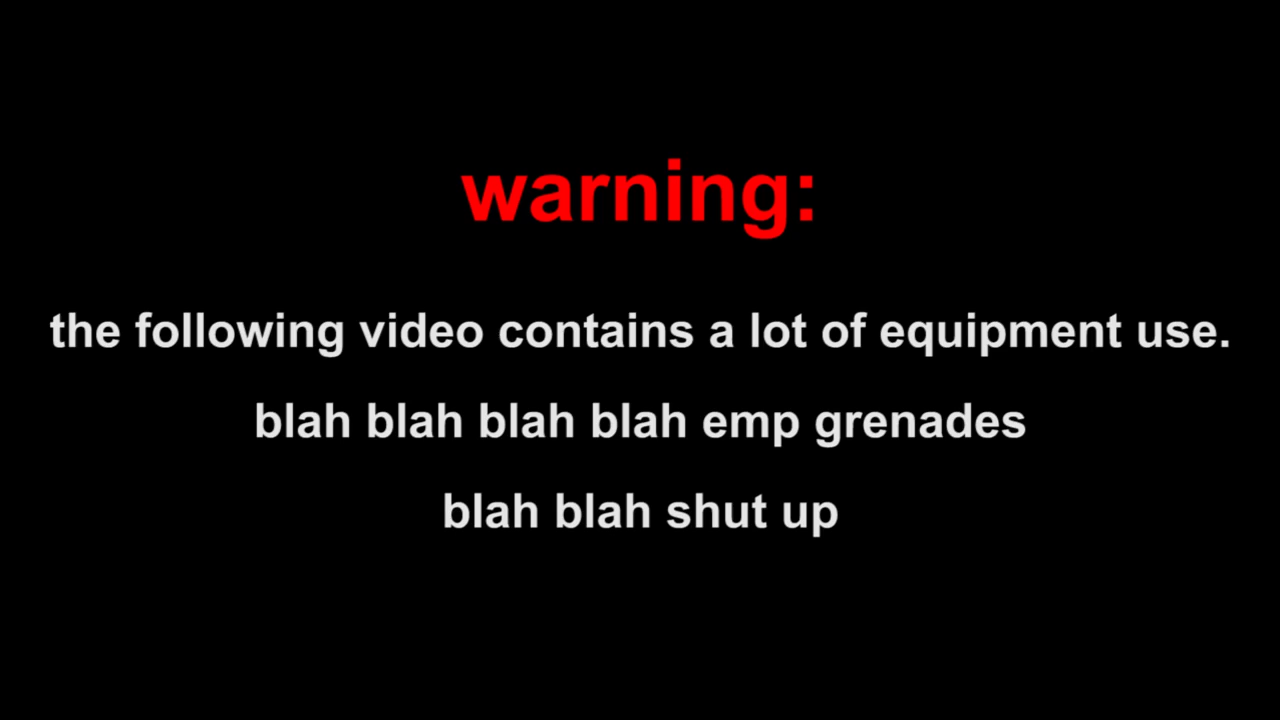 warning:
the following video contains a lot of equipment use.
blah blah blah blah emp grenades
blah blah shut up